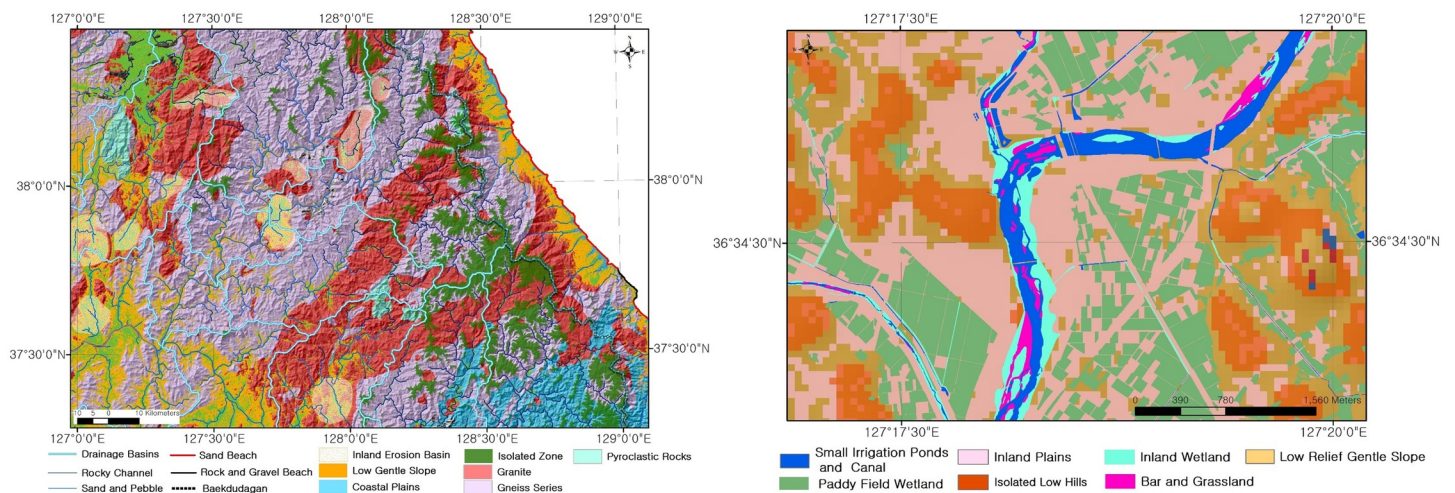 127°0'0"E 127°30'0"E 128°0'0"E 128°30'0"E 129°0'0"E
N
W E
S
38°0'0"N 38°0'0"N
37°30'0"N 37°30'0"N
10 5 0 10 Kilometers
127°0'0"E 127°30'0"E 128°0'0"E 128°30'0"E 129°0'0"E
Drainage Basins
Sand Beach
Inland Erosion Basin
Isolated Zone
Pyroclastic Rocks
Rocky Channel
Rock and Gravel Beach
Low Gentle Slope
Granite
Sand and Pebble
Baekdudagan
Coastal Plains
Gneiss Series
127°17'30"E 127°20'0"E
N
W E
S
36°34'30"N 36°34'30"N
0 390 780 1,560 Meters
127°17'30"E 127°20'0"E
Small Irrigation Ponds
and Canal
Inland Plains
Inland Wetland
Low Relief Gentle Slope
Paddy Field Wetland
Isolated Low Hills
Bar and Grassland